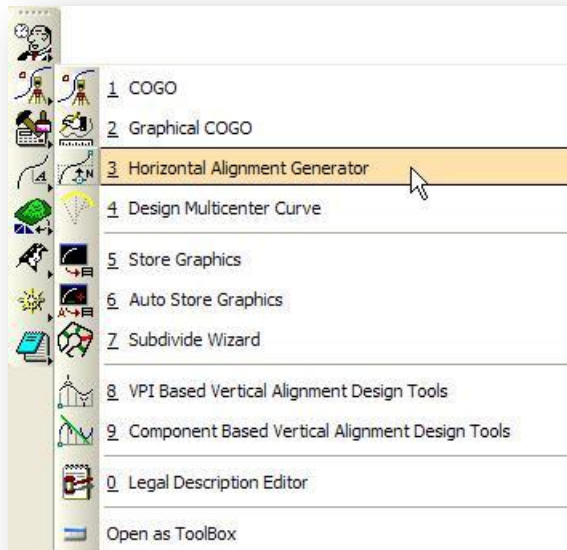 1 COGO
2 Graphical COGO
3 Horizontal Alignment Generator
4 Design Multicenter Curve
5 Store Graphics
6 Auto Store Graphics
7 Subdivide Wizard
8 VPI Based Vertical Alignment Design Tools
9 Component Based Vertical Alignment Design Tools
0 Legal Description Editor
Open as ToolBox